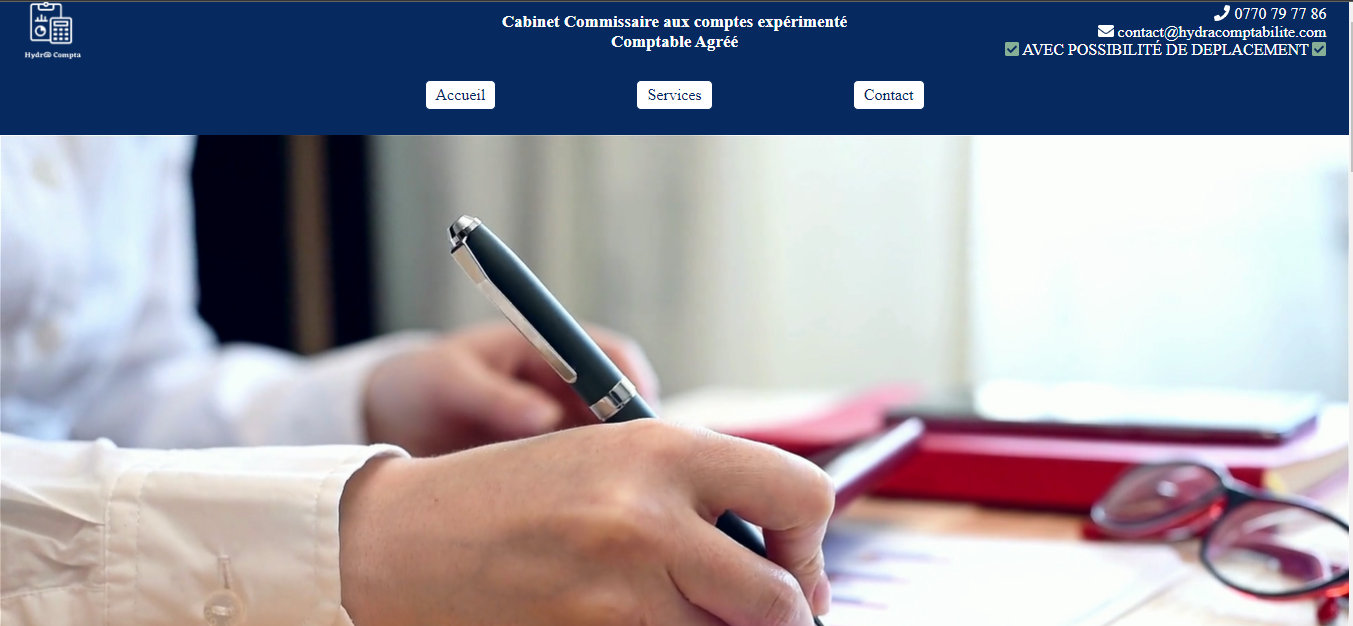 Hydr@ Compta
Cabinet Commissaire aux comptes expérimenté
Comptable Agréé
0770 79 77 86
contact@hydracomptabilite.com
AVEC POSSIBILITÉ DE DEPLACEMENT
Accueil
Services
Contact